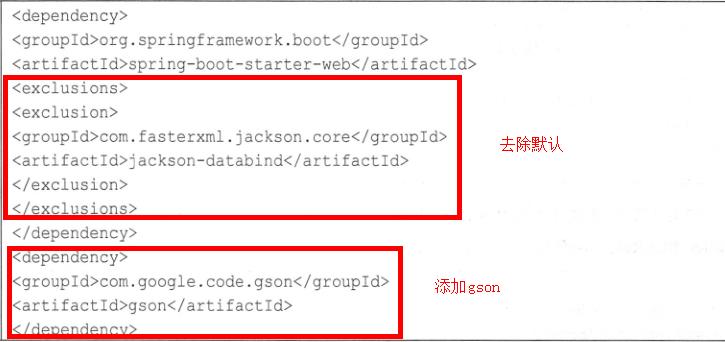 <dependency>
<groupId>org.springframework.boot</groupId>
<artifactId>spring-boot-starter-web</artifactId>
<exclusions>
<exclusion>
<groupId>com.fasterxml.jackson.core</groupId>
<artifactId>jackson-databind</artifactId>
去除默认
</exclusion>
</exclusions>
</dependency>
<dependency>
<groupId>com.google.code.gson</groupId>
添加gson
<artifactId>gson</artifactId>
</dependency>